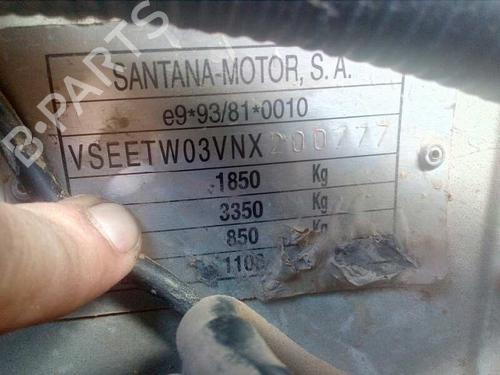 B-PARTS
SANTANA-MOTOR, S. A.
e9*93/81*0010
VSEETW03VNX200777
1850 Kg
3350 Kg
850 Kg